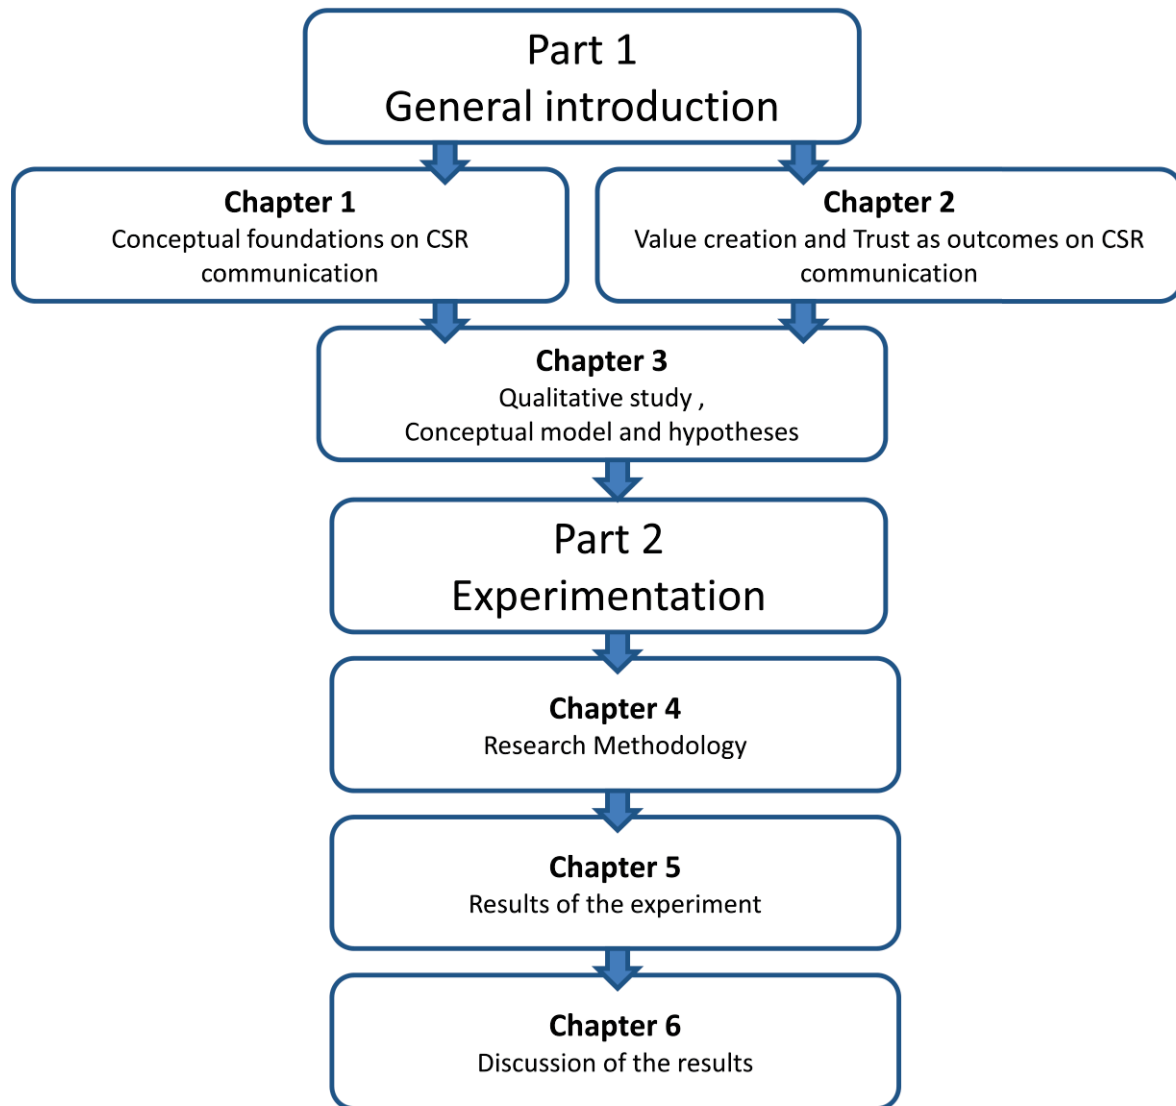 Part 1
General introduction
Chapter 1
Conceptual foundations on CSR
communication
Chapter 2
Value creation and Trust as outcomes on CSR
communication
Chapter 3
Qualitative study ,
Conceptual model and hypotheses
Part 2
Experimentation
Chapter 4
Research Methodology
Chapter 5
Results of the experiment
Chapter 6
Discussion of the results